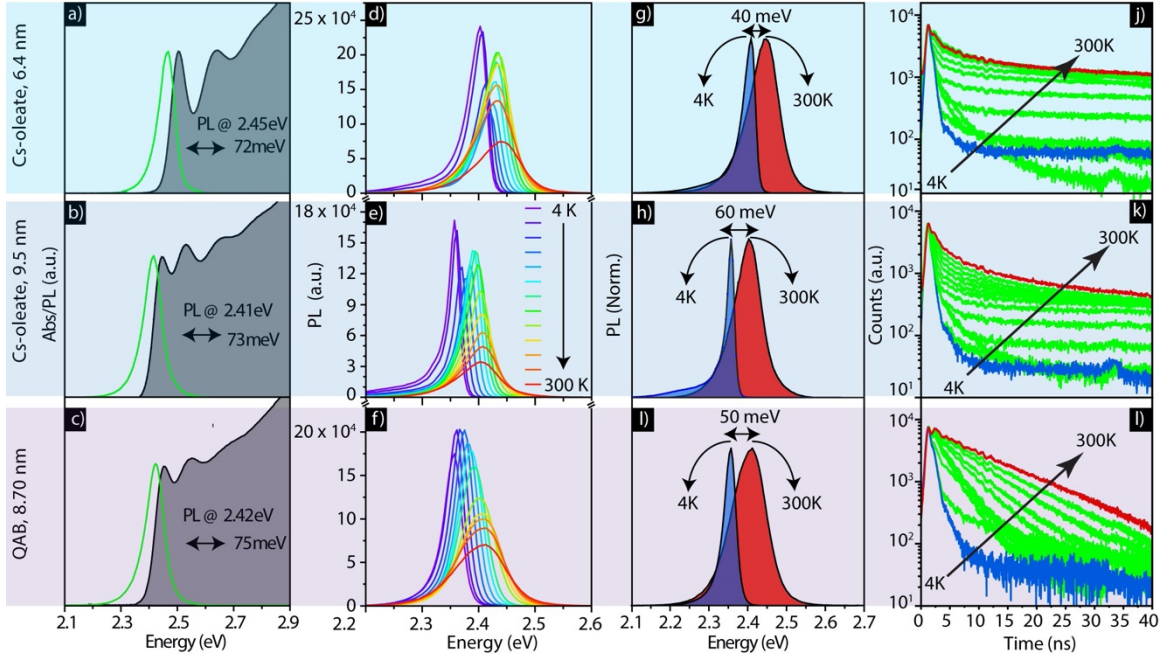 Cs-oleate, 6.4 nm
a)
PL @ 2.45eV
72meV
25 x 10⁴
20
15
10
5
0
d)
g)
40 meV
4K
300K
j)
10⁴
10³
10²
10¹
300K
4K
Cs-oleate, 9.5 nm
Abs/PL (a.u.)
b)
PL @ 2.41eV
73meV
PL (a.u.)
18 x 10⁴
15
12
9
6
3
0
e)
4 K
300 K
PL (Norm.)
h)
60 meV
4K
300K
Counts (a.u.)
k)
10⁴
10³
10²
10¹
300K
4K
QAB, 8.70 nm
c)
PL @ 2.42eV
75meV
20 x 10⁴
15
10
5
0
f)
I)
50 meV
4K
300K
l)
10⁴
10³
10²
10¹
300K
4K
2.1 2.3 2.5 2.7 2.9
Energy (eV)
2.2 2.3 2.4 2.5 2.6
Energy (eV)
2.1 2.2 2.3 2.4 2.5 2.6 2.7
Energy (eV)
0 10 20 30 40
Time (ns)